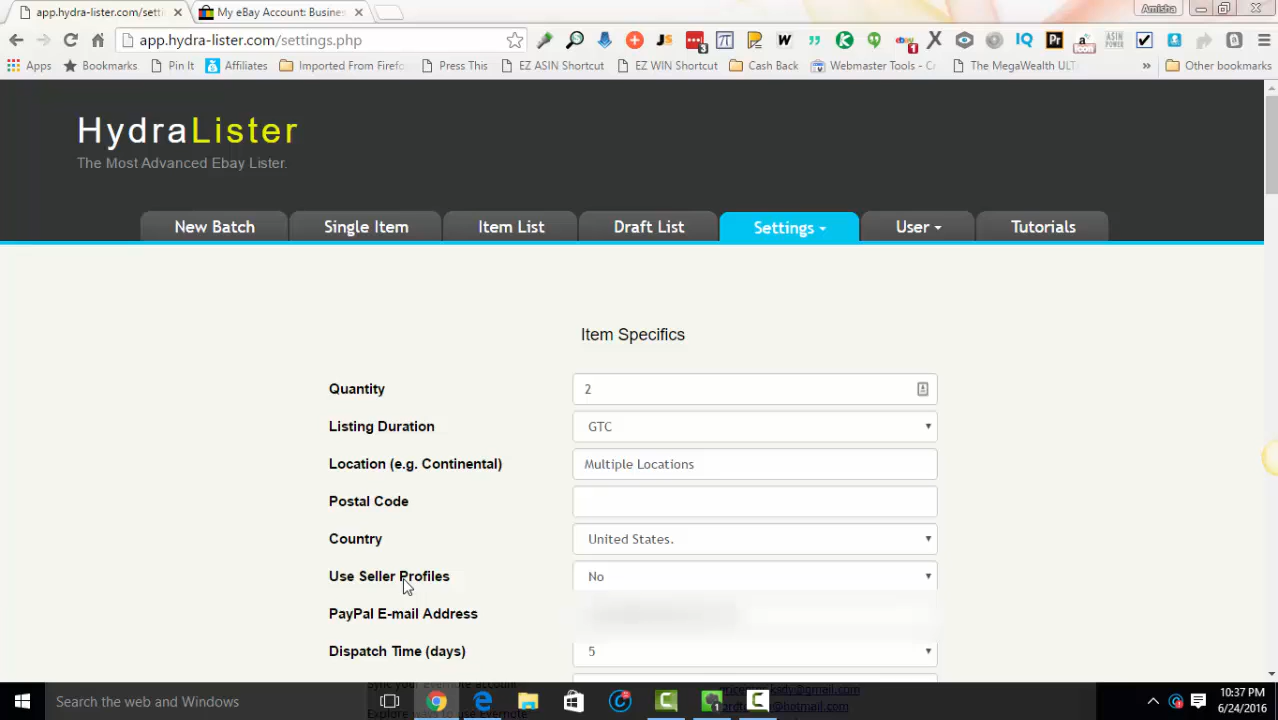 app.hydra-lister.com/setti
My eBay Account: Busines
Amisha
app.hydra-lister.com/settings.php
Apps
Bookmarks
Pin It
Affiliates
Imported From Firefo
Press This
EZ ASIN Shortcut
EZ WIN Shortcut
Cash Back
Webmaster Tools - Cr
The MegaWealth ULTI
»
Other bookmarks
HydraLister
The Most Advanced Ebay Lister.
New Batch
Single Item
Item List
Draft List
Settings
User
Tutorials
Item Specifics
Quantity
2
Listing Duration
GTC
Location (e.g. Continental)
Multiple Locations
Postal Code
Country
United States.
Use Seller Profiles
No
PayPal E-mail Address
Dispatch Time (days)
5
Search the web and Windows
10:37 PM
6/24/2016